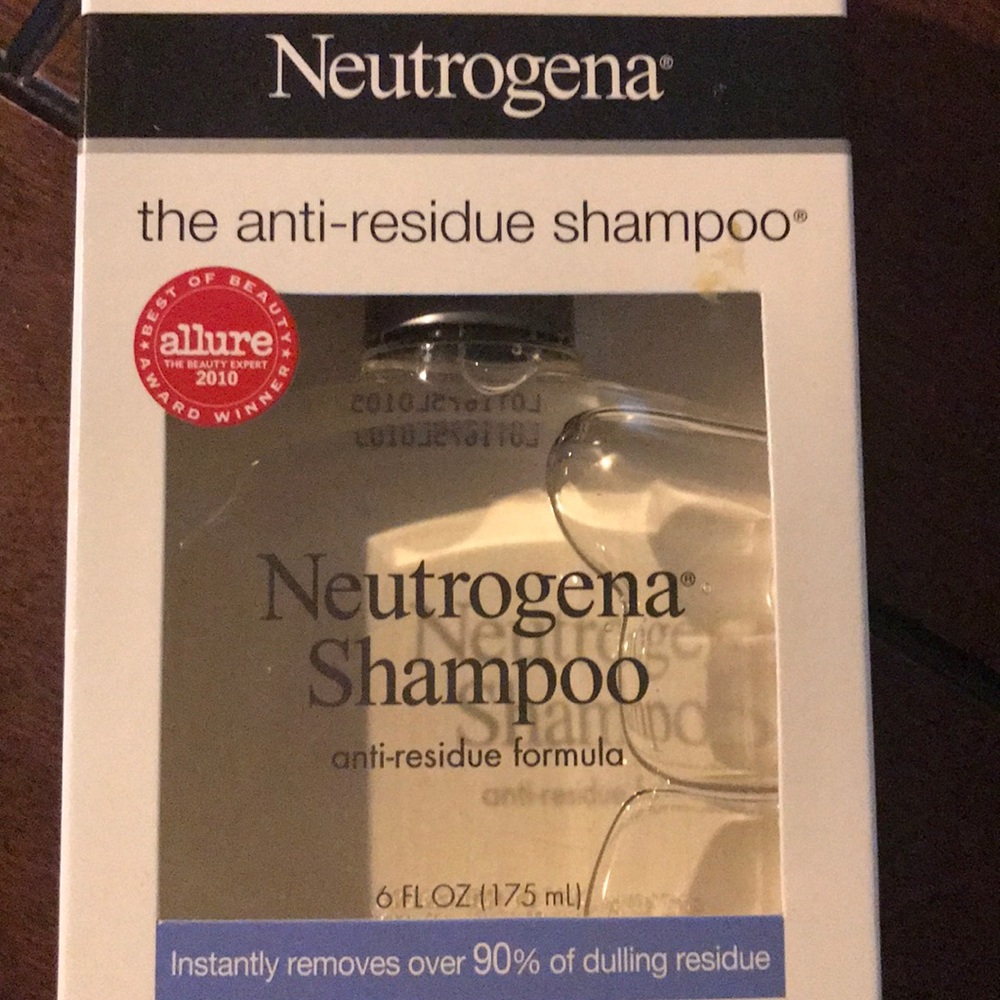 Neutrogena®
the anti-residue shampoo®
BEST OF BEAUTY
allure
THE BEAUTY EXPERT
2010
AWARD WINNER
Neutrogena®
Shampoo
anti-residue formula
6 FL OZ (175 mL)
Instantly removes over 90% of dulling residue